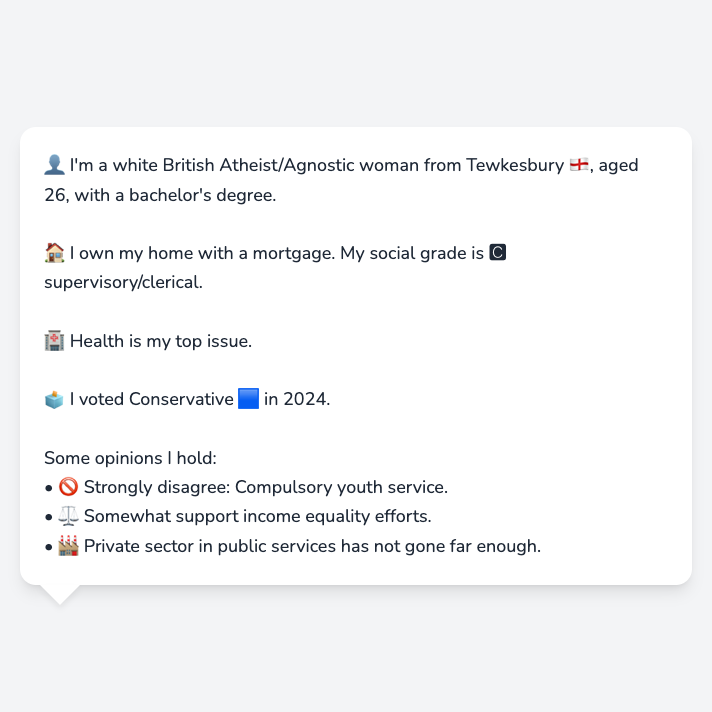 👤 I'm a white British Atheist/Agnostic woman from Tewkesbury 🏴󠁧󠁢󠁥󠁮󠁧󠁿, aged
26, with a bachelor's degree.
🏠 I own my home with a mortgage. My social grade is 🅲
supervisory/clerical.
🏥 Health is my top issue.
🗳️ I voted Conservative 🟦 in 2024.
Some opinions I hold:
• 🚫 Strongly disagree: Compulsory youth service.
• ⚖️ Somewhat support income equality efforts.
• 🏭 Private sector in public services has not gone far enough.